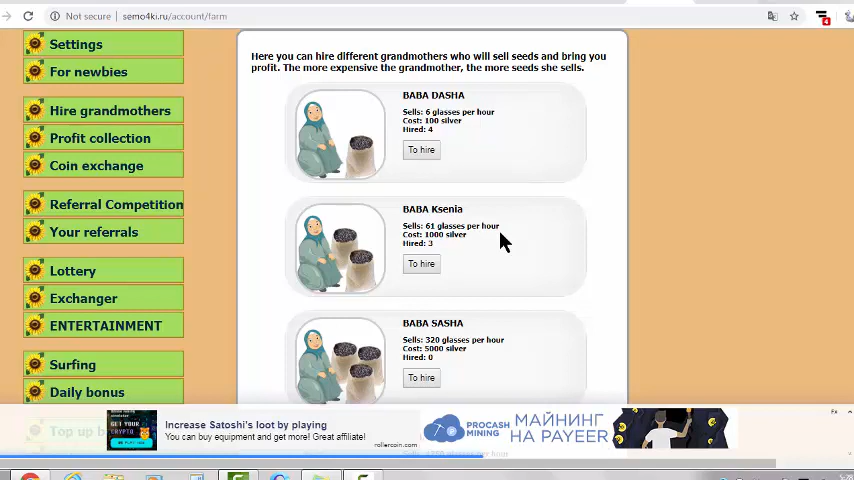 Not secure
semo4ki.ru/account/farm
4
Settings
For newbies
Hire grandmothers
Profit collection
Coin exchange
Referral Competition
Your referrals
Lottery
Exchanger
ENTERTAINMENT
Surfing
Daily bonus
Here you can hire different grandmothers who will sell seeds and bring you
profit. The more expensive the grandmother, the more seeds she sells.
BABA DASHA
Sells: 6 glasses per hour
Cost: 100 silver
Hired: 4
To hire
BABA Ksenia
Sells: 61 glasses per hour
Cost: 1000 silver
Hired: 3
To hire
BABA SASHA
Sells: 320 glasses per hour
Cost: 5000 silver
Hired: 0
To hire
Top up b
Increase Satoshi's loot by playing
You can buy equipment and get more! Great affiliate!
rollercoin.com
PROCASH
MINING
МАЙНИНГ
НА PAYEER
Ex